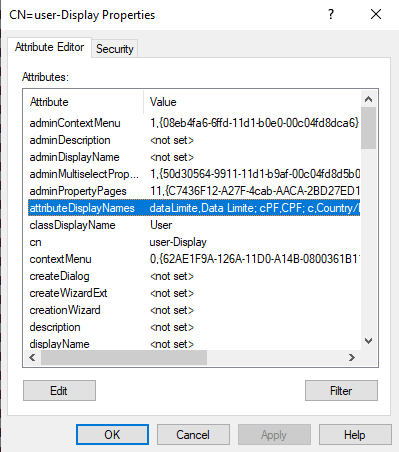 CN=user-Display Properties
Attribute Editor Security
Attributes:
Attribute Value
adminContextMenu 1,{08eb4fa6-6ffd-11d1-b0e0-00c04fd8dca6}
adminDescription <not set>
adminDisplayName <not set>
adminMultiselectProp... 1,{50d30564-9911-11d1-b9af-00c04fd8d5b0
adminPropertyPages 11,{C7436F12-A27F-4cab-AACA-2BD27ED1
attributeDisplayNames dataLimite,Data Limite; cPF,CPF; c,Country/
classDisplayName User
cn user-Display
contextMenu 0,{62AE1F9A-126A-11D0-A14B-0800361B11
createDialog <not set>
createWizardExt <not set>
creationWizard <not set>
description <not set>
displayName <not set>
Edit Filter
OK Cancel Apply Help